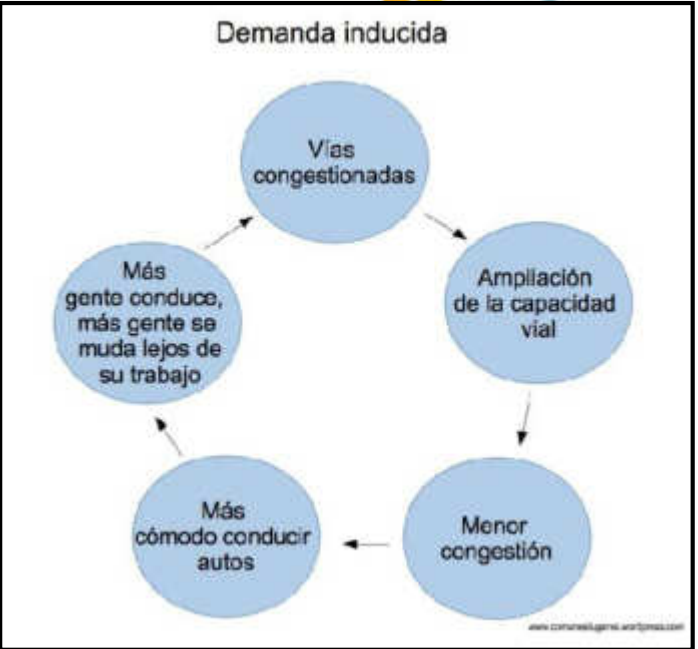 Demanda inducida
Vías
congestionadas
Ampliación
de la capacidad
vial
Menor
congestión
Más
cómodo conducir
autos
Más
gente conduce,
más gente se
muda lejos de
su trabajo